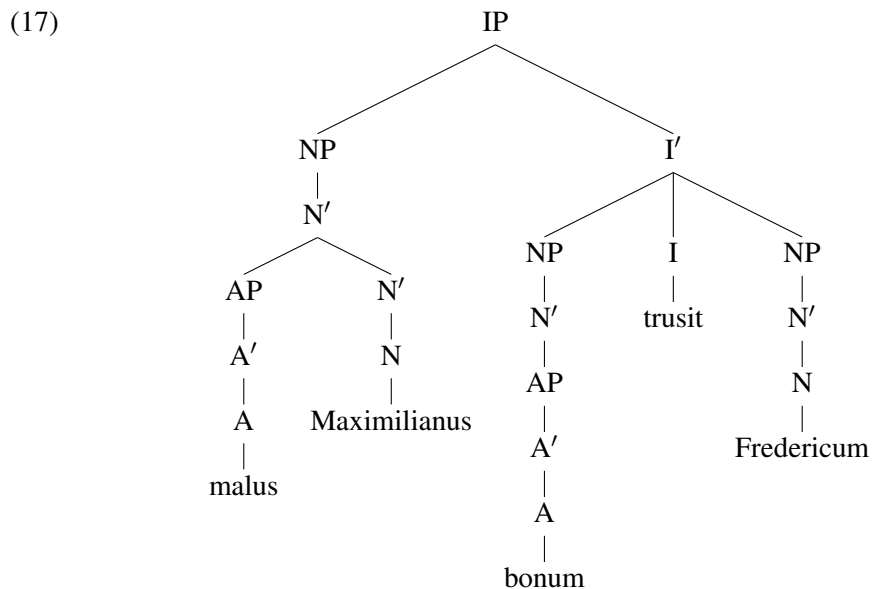 (17) IP
NP I′
N′
NP I NP
AP N′
N′ trusit N′
A′ N
AP N
A Maximilianus
A′ Fredericum
malus
A
bonum